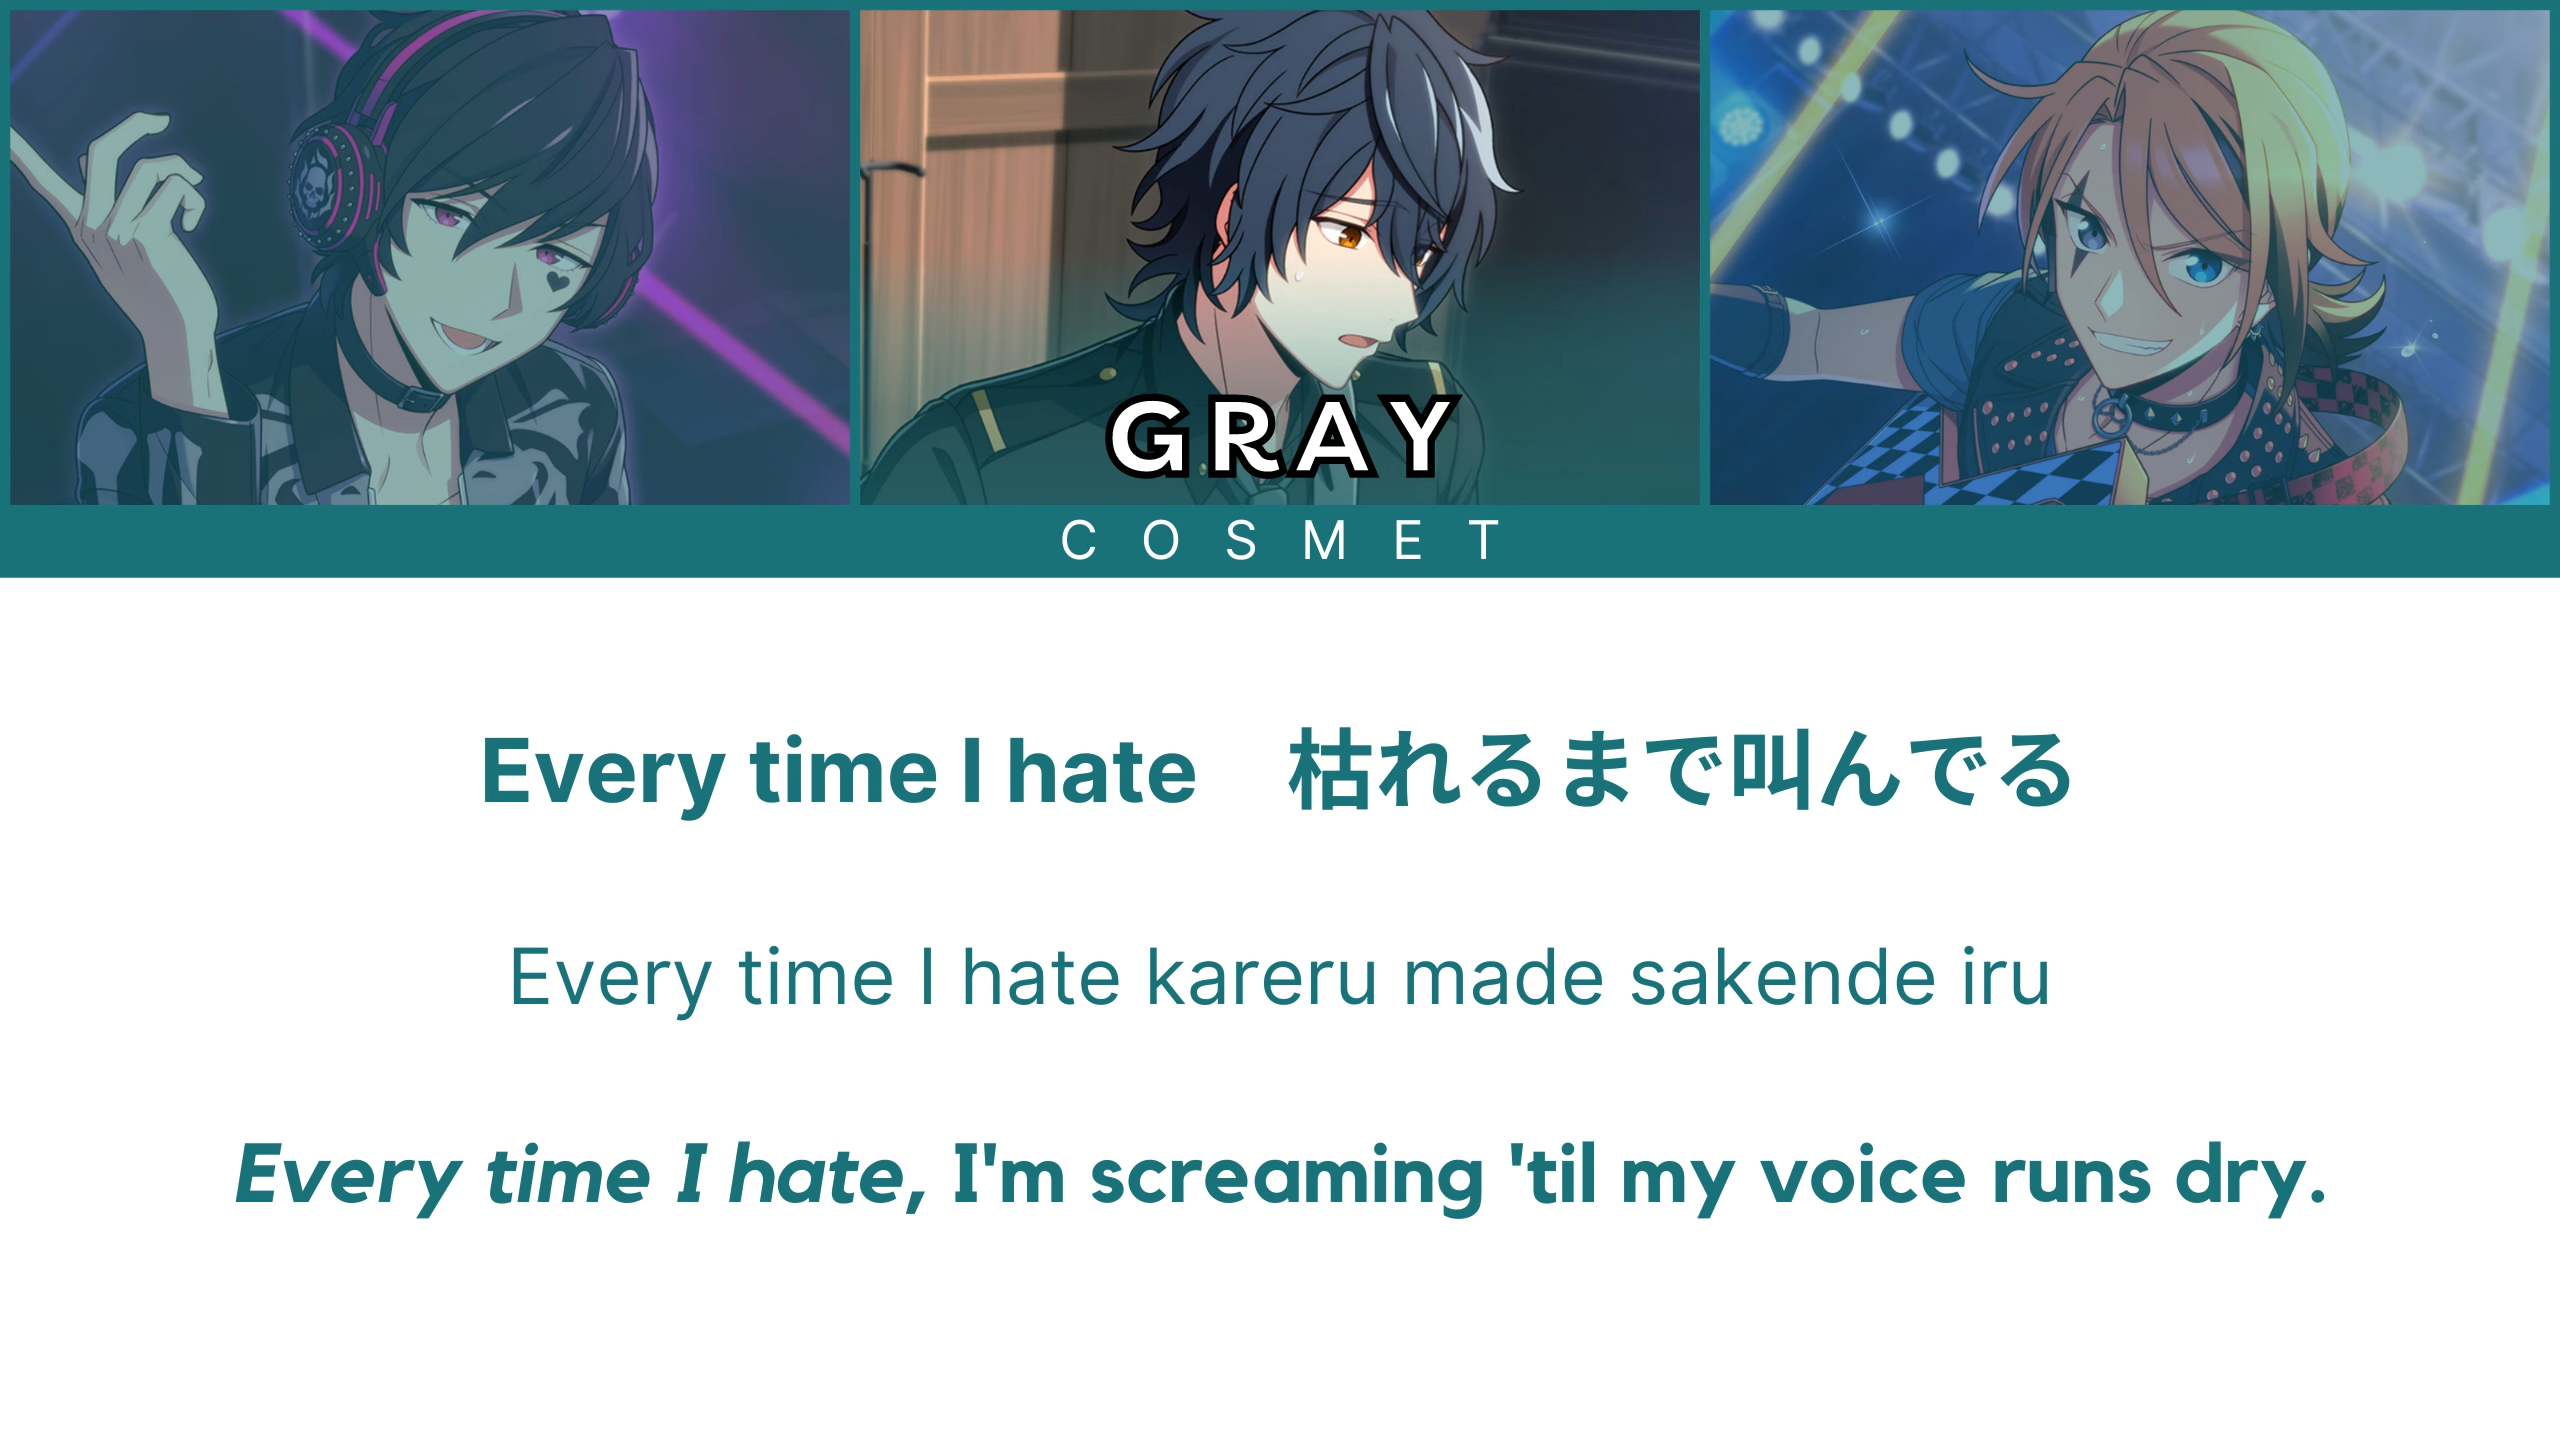 GRAY
COSMET
Every time I hate　枯れるまで叫んでる
Every time I hate kareru made sakende iru
Every time I hate, I'm screaming 'til my voice runs dry.